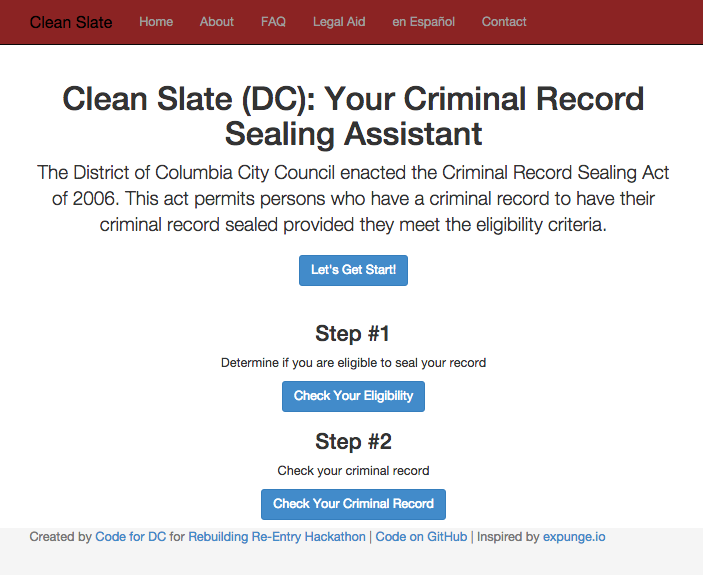 Clean Slate Home About FAQ Legal Aid en Español Contact
Clean Slate (DC): Your Criminal Record
Sealing Assistant
The District of Columbia City Council enacted the Criminal Record Sealing Act
of 2006. This act permits persons who have a criminal record to have their
criminal record sealed provided they meet the eligibility criteria.
Let's Get Start!
Step #1
Determine if you are eligible to seal your record
Check Your Eligibility
Step #2
Check your criminal record
Check Your Criminal Record
Created by Code for DC for Rebuilding Re-Entry Hackathon | Code on GitHub | Inspired by expunge.io